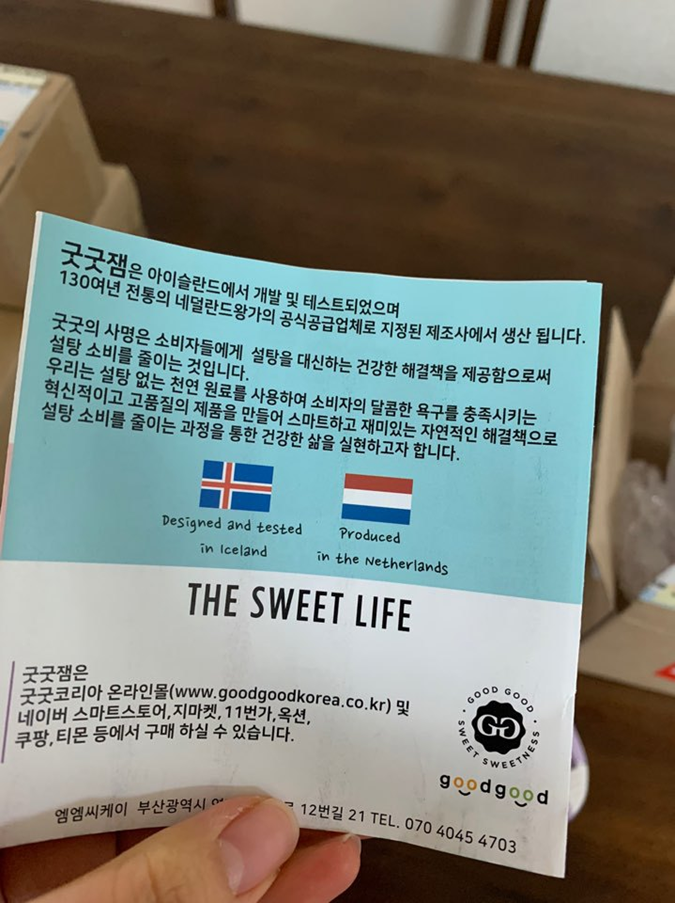 굿굿잼은 아이슬란드에서 개발 및 테스트되었으며
130여년 전통의 네덜란드왕가의 공식공급업체로 지정된 제조사에서 생산 됩니다.
굿굿의 사명은 소비자들에게 설탕을 대신하는 건강한 해결책을 제공함으로써
설탕 소비를 줄이는 것입니다.
우리는 설탕 없는 천연 원료를 사용하여 소비자의 달콤한 욕구를 충족시키는
혁신적이고 고품질의 제품을 만들어 스마트하고 재미있는 자연적인 해결책으로
설탕 소비를 줄이는 과정을 통한 건강한 삶을 실현하고자 합니다.
Designed and tested
in Iceland
Produced
in the Netherlands
THE SWEET LIFE
굿굿잼은
굿굿코리아 온라인몰(www.goodgoodkorea.co.kr) 및
네이버 스마트스토어,지마켓,11번가,옥션,
쿠팡,티몬 등에서 구매 하실 수 있습니다.
GOOD GOOD
GG
SWEET SWEETNESS
goodgood
엠엠씨케이 부산광역시 12번길 21 TEL. 070 4045 4703